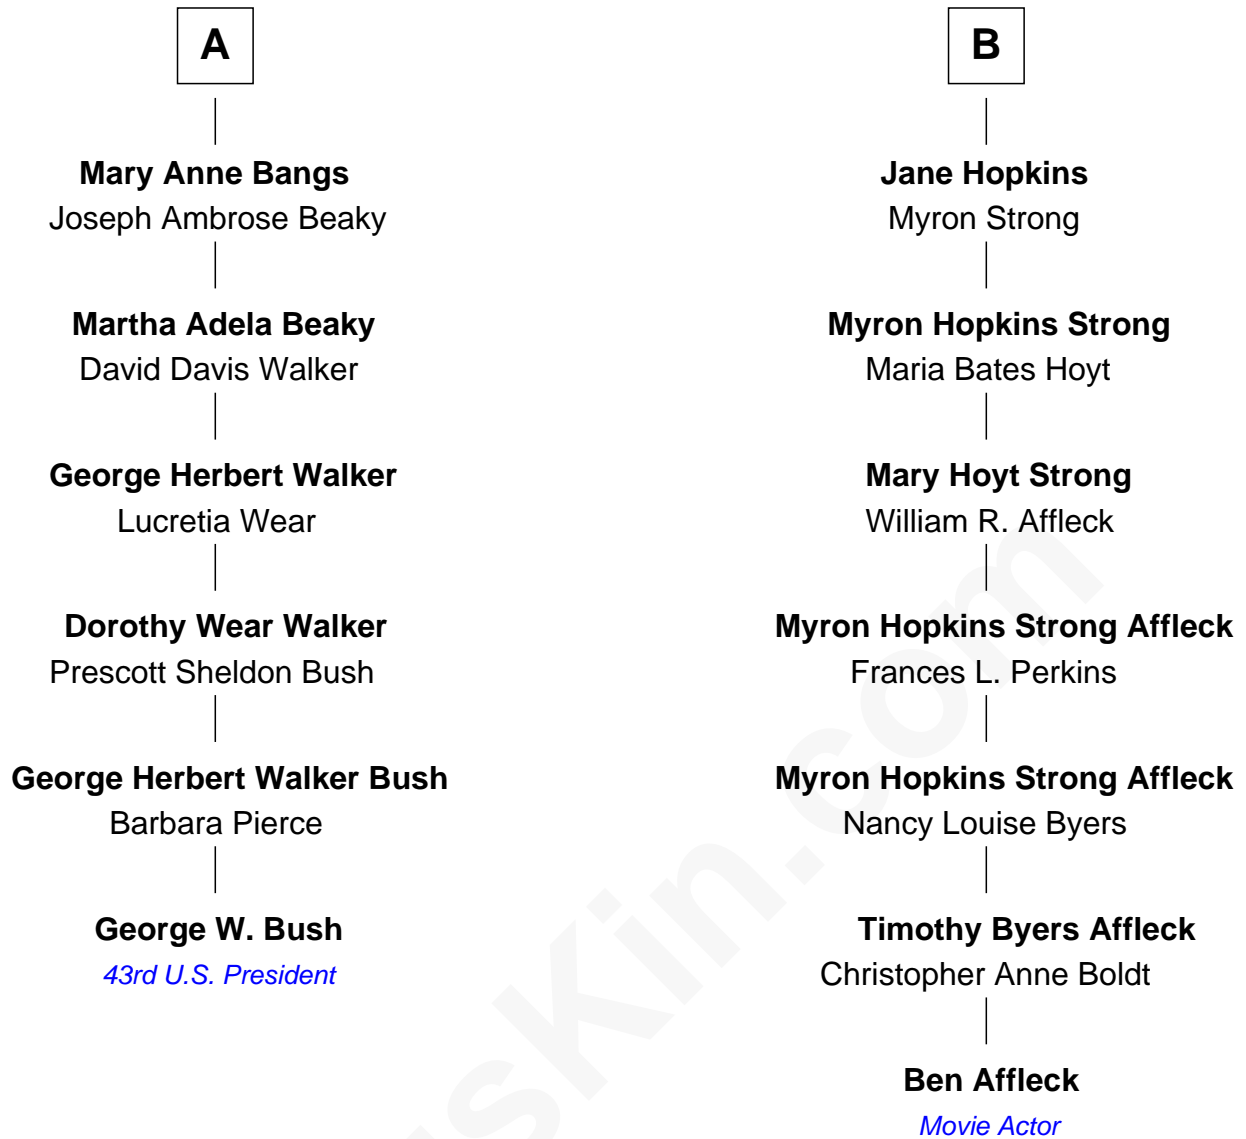 A
Mary Anne Bangs
Joseph Ambrose Beaky
Martha Adela Beaky
David Davis Walker
George Herbert Walker
Lucretia Wear
Dorothy Wear Walker
Prescott Sheldon Bush
George Herbert Walker Bush
Barbara Pierce
George W. Bush
43rd U.S. President
B
Jane Hopkins
Myron Strong
Myron Hopkins Strong
Maria Bates Hoyt
Mary Hoyt Strong
William R. Affleck
Myron Hopkins Strong Affleck
Frances L. Perkins
Myron Hopkins Strong Affleck
Nancy Louise Byers
Timothy Byers Affleck
Christopher Anne Boldt
Ben Affleck
Movie Actor
sKin.com